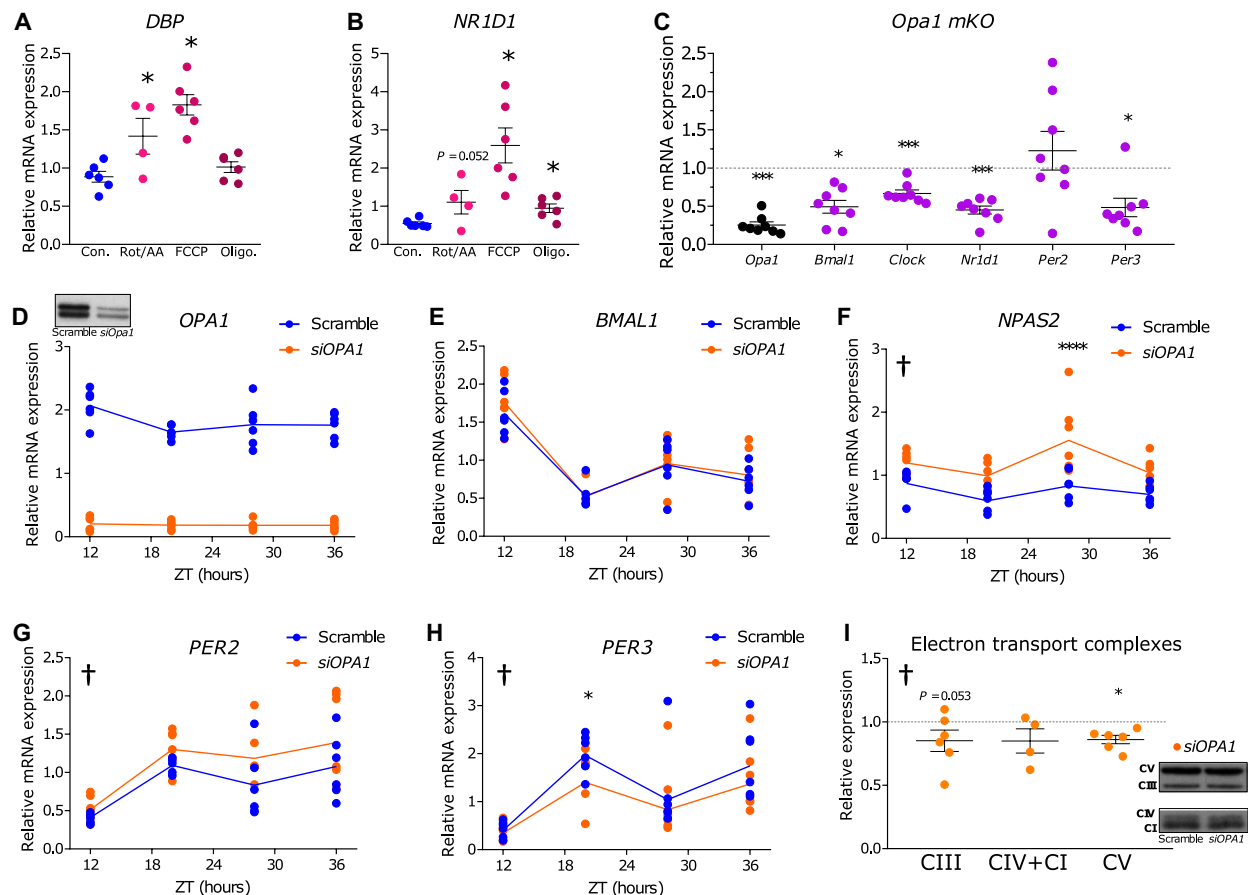 A
DBP
Relative mRNA expression
2.5
2.0
1.5
1.0
0.5
0.0
*
*
Con.
Rot/AA
FCCP
Oligo.
B
NR1D1
Relative mRNA expression
5
4
3
2
1
0
P = 0.052
*
*
Con.
Rot/AA
FCCP
Oligo.
C
Opa1 mKO
Relative mRNA expression
2.5
2.0
1.5
1.0
0.5
0.0
***
*
***
***
*
Opa1
Bmal1
Clock
Nr1d1
Per2
Per3
D
Scramble siOpa1
OPA1
Scramble
siOPA1
Relative mRNA expression
3
2
1
0
12 18 24 30 36
ZT (hours)
E
BMAL1
Scramble
siOPA1
Relative mRNA expression
2.5
2.0
1.5
1.0
0.5
0.0
12 18 24 30 36
ZT (hours)
F
NPAS2
Scramble
siOPA1
†
****
Relative mRNA expression
3
2
1
0
12 18 24 30 36
ZT (hours)
G
PER2
Scramble
siOPA1
†
Relative mRNA expression
2.5
2.0
1.5
1.0
0.5
0.0
12 18 24 30 36
ZT (hours)
H
PER3
Scramble
siOPA1
†
*
Relative mRNA expression
4
3
2
1
0
12 18 24 30 36
ZT (hours)
I
Electron transport complexes
†
P = 0.053
*
Relative expression
1.5
1.0
0.5
0.0
CIII
CIV+CI
CV
siOPA1
CV
CIII
CIV
CI
Scramble siOPA1